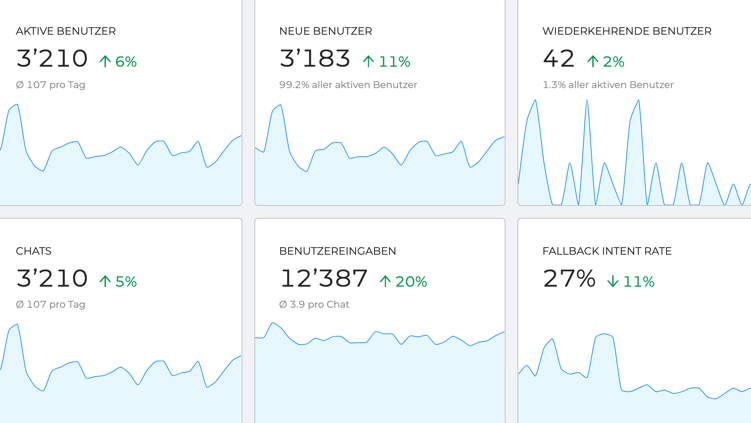 AKTIVE BENUTZER
3’210 ↑ 6%
Ø 107 pro Tag
NEUE BENUTZER
3’183 ↑ 11%
99.2% aller aktiven Benutzer
WIEDERKEHRENDE BENUTZER
42 ↑ 2%
1.3% aller aktiven Benutzer
CHATS
3’210 ↑ 5%
Ø 107 pro Tag
BENUTZEREINGABEN
12’387 ↑ 20%
Ø 3.9 pro Chat
FALLBACK INTENT RATE
27% ↓ 11%